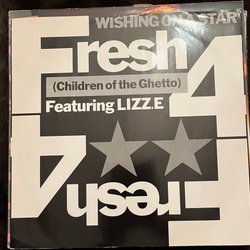 WISHING ON A STAR
Fresh
4
(Children of the Ghetto)
Featuring LIZZ.E
Fresh
4